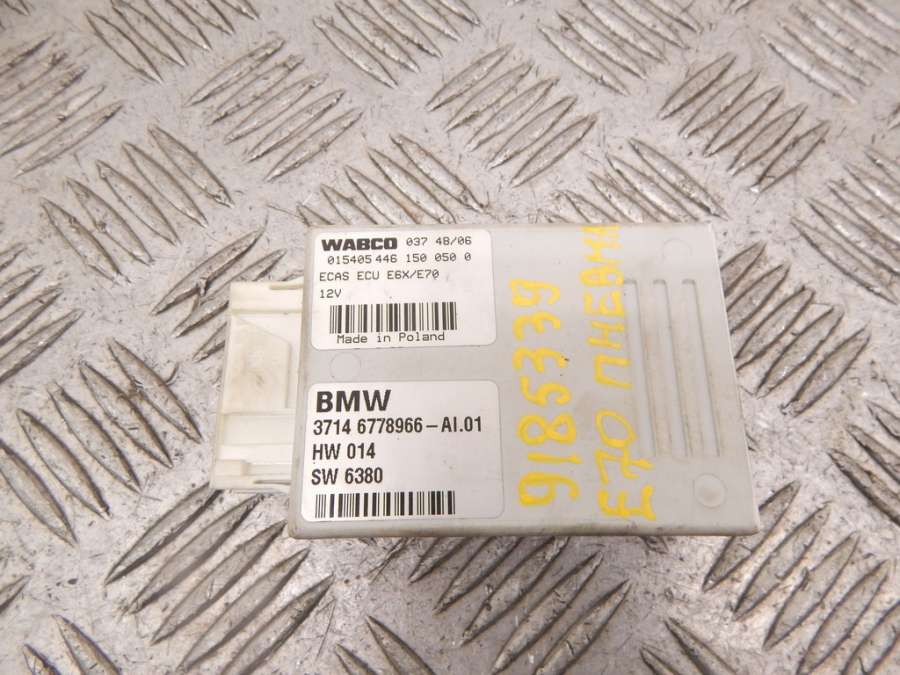 WABCO 037 48/06
015405 446 150 050 0
ECAS ECU E6X/E70
12V
Made in Poland
BMW
3714 6778966-AI.01
HW 014
SW 6380
9185339
E70 ПНЕВМА